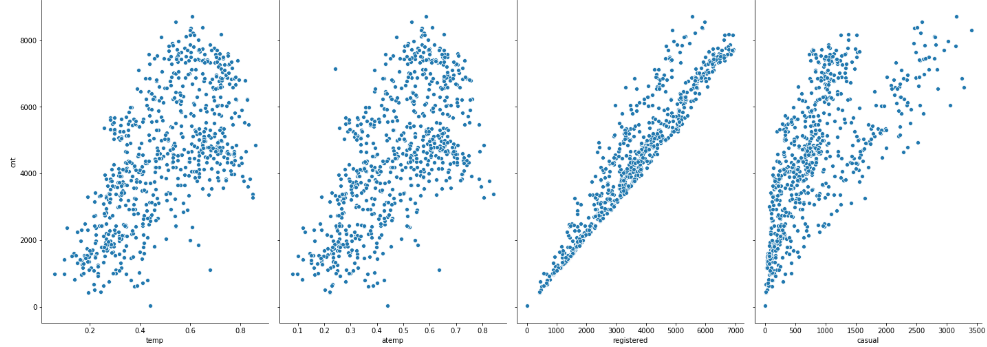 8000
6000
4000
2000
0
cnt
0.2 0.4 0.6 0.8
temp
0.1 0.2 0.3 0.4 0.5 0.6 0.7 0.8
atemp
0 1000 2000 3000 4000 5000 6000 7000
registered
0 500 1000 1500 2000 2500 3000 3500
casual